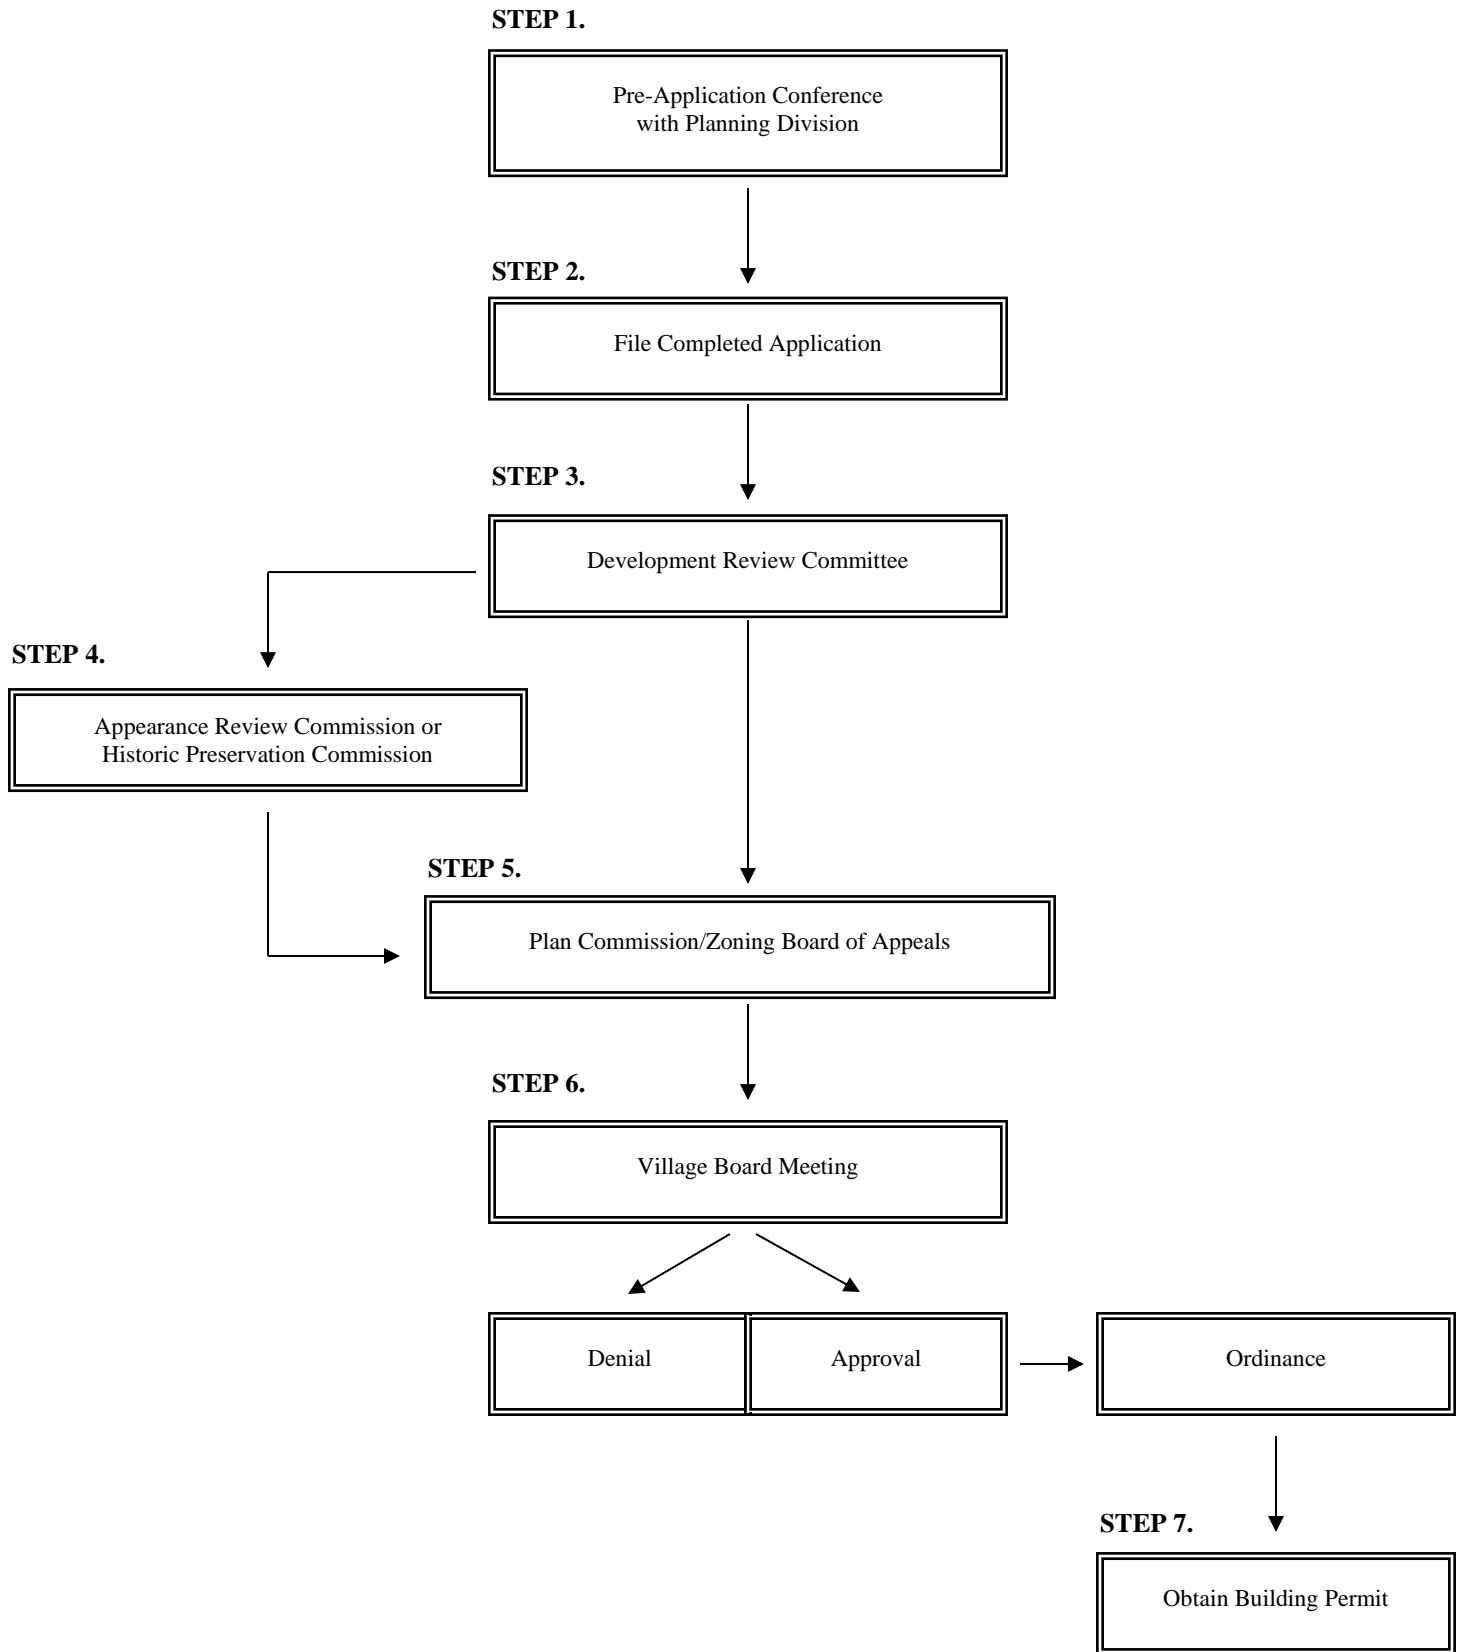 STEP 1.
Pre-Application Conference
with Planning Division
STEP 2.
File Completed Application
STEP 3.
Development Review Committee
STEP 4.
Appearance Review Commission or
Historic Preservation Commission
STEP 5.
Plan Commission/Zoning Board of Appeals
STEP 6.
Village Board Meeting
Denial
Approval
Ordinance
STEP 7.
Obtain Building Permit